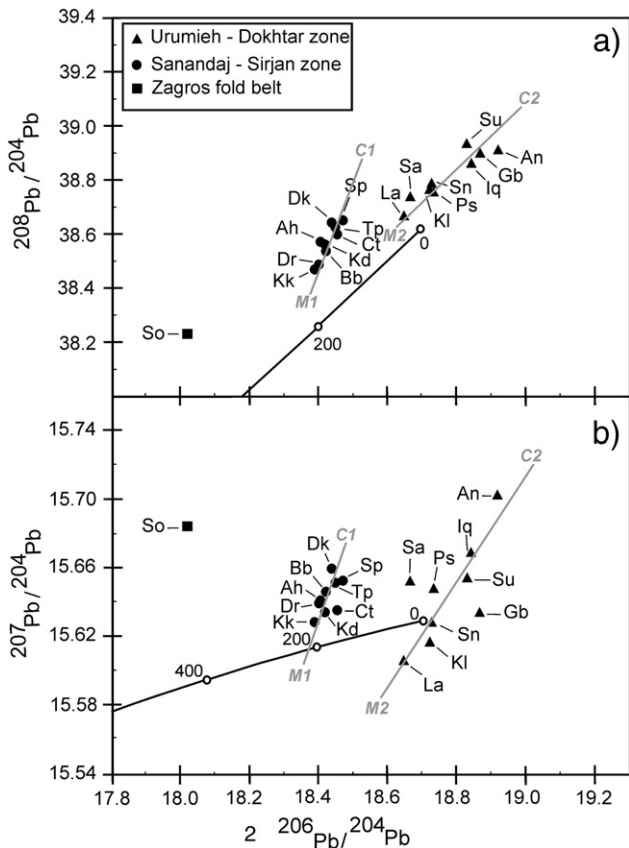 39.4
39.2
39.0
38.8
38.6
38.4
38.2
208Pb / 204Pb
Urumieh - Dokhtar zone
Sanandaj - Sirjan zone
Zagros fold belt
a)
C2
Su
An
Gb
Iq
C1
Sp
Sa
Sn
Ps
La
Kl
Dk
M2
0
Tp
Ah
Ct
Kd
Dr
Bb
Kk
M1
So
200
15.74
15.70
15.66
15.62
15.58
15.54
207Pb / 204Pb
b)
C2
An
So
C1
Iq
Dk
Sa
Ps
Bb
Sp
Su
Ah
Tp
Dr
Ct
0
Gb
Kk
Kd
Sn
200
Kl
M1
400
La
M2
17.8
18.0
18.2
18.4
18.6
18.8
19.0
19.2
2 206Pb/ 204Pb